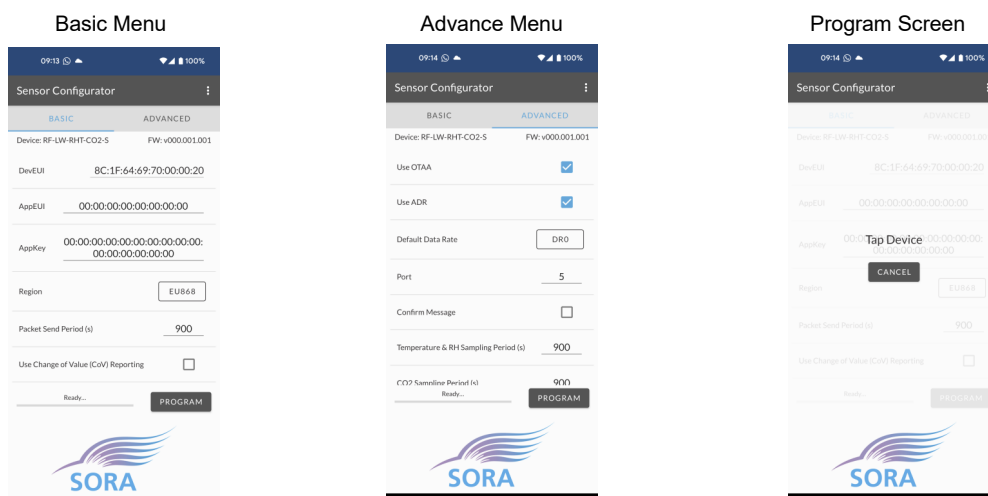 Basic Menu
09:13 100%
Sensor Configurator
BASIC ADVANCED
Device: RF-LW-RHT-CO2-S FW: v000.001.001
DevEUI 8C:1F:64:69:70:00:00:20
AppEUI 00:00:00:00:00:00:00:00
AppKey 00:00:00:00:00:00:00:00:00:00:
00:00:00:00:00:00
Region EU868
Packet Send Period (s) 900
Use Change of Value (CoV) Reporting
Ready... PROGRAM
SORA
Advance Menu
09:14 100%
Sensor Configurator
BASIC ADVANCED
Device: RF-LW-RHT-CO2-S FW: v000.001.001
Use OTAA
Use ADR
Default Data Rate DR0
Port 5
Confirm Message
Temperature & RH Sampling Period (s) 900
CO2 Sampling Period (s) 900
Ready... PROGRAM
SORA
Program Screen
09:14 100%
Sensor Configurator
BASIC ADVANCED
Device: RF-LW-RHT-CO2-S FW: v000.001.00
DevEUI 8C:1F:64:69:70:00:00:20
AppEUI 00:00:00:00:00:00:00:00
Tap Device
AppKey
00:00:00:00:00:00
CANCEL
Region EU868
Packet Send Period (s) 900
Use Change of Value (CoV) Reporting
Ready... PROGRAM
SORA